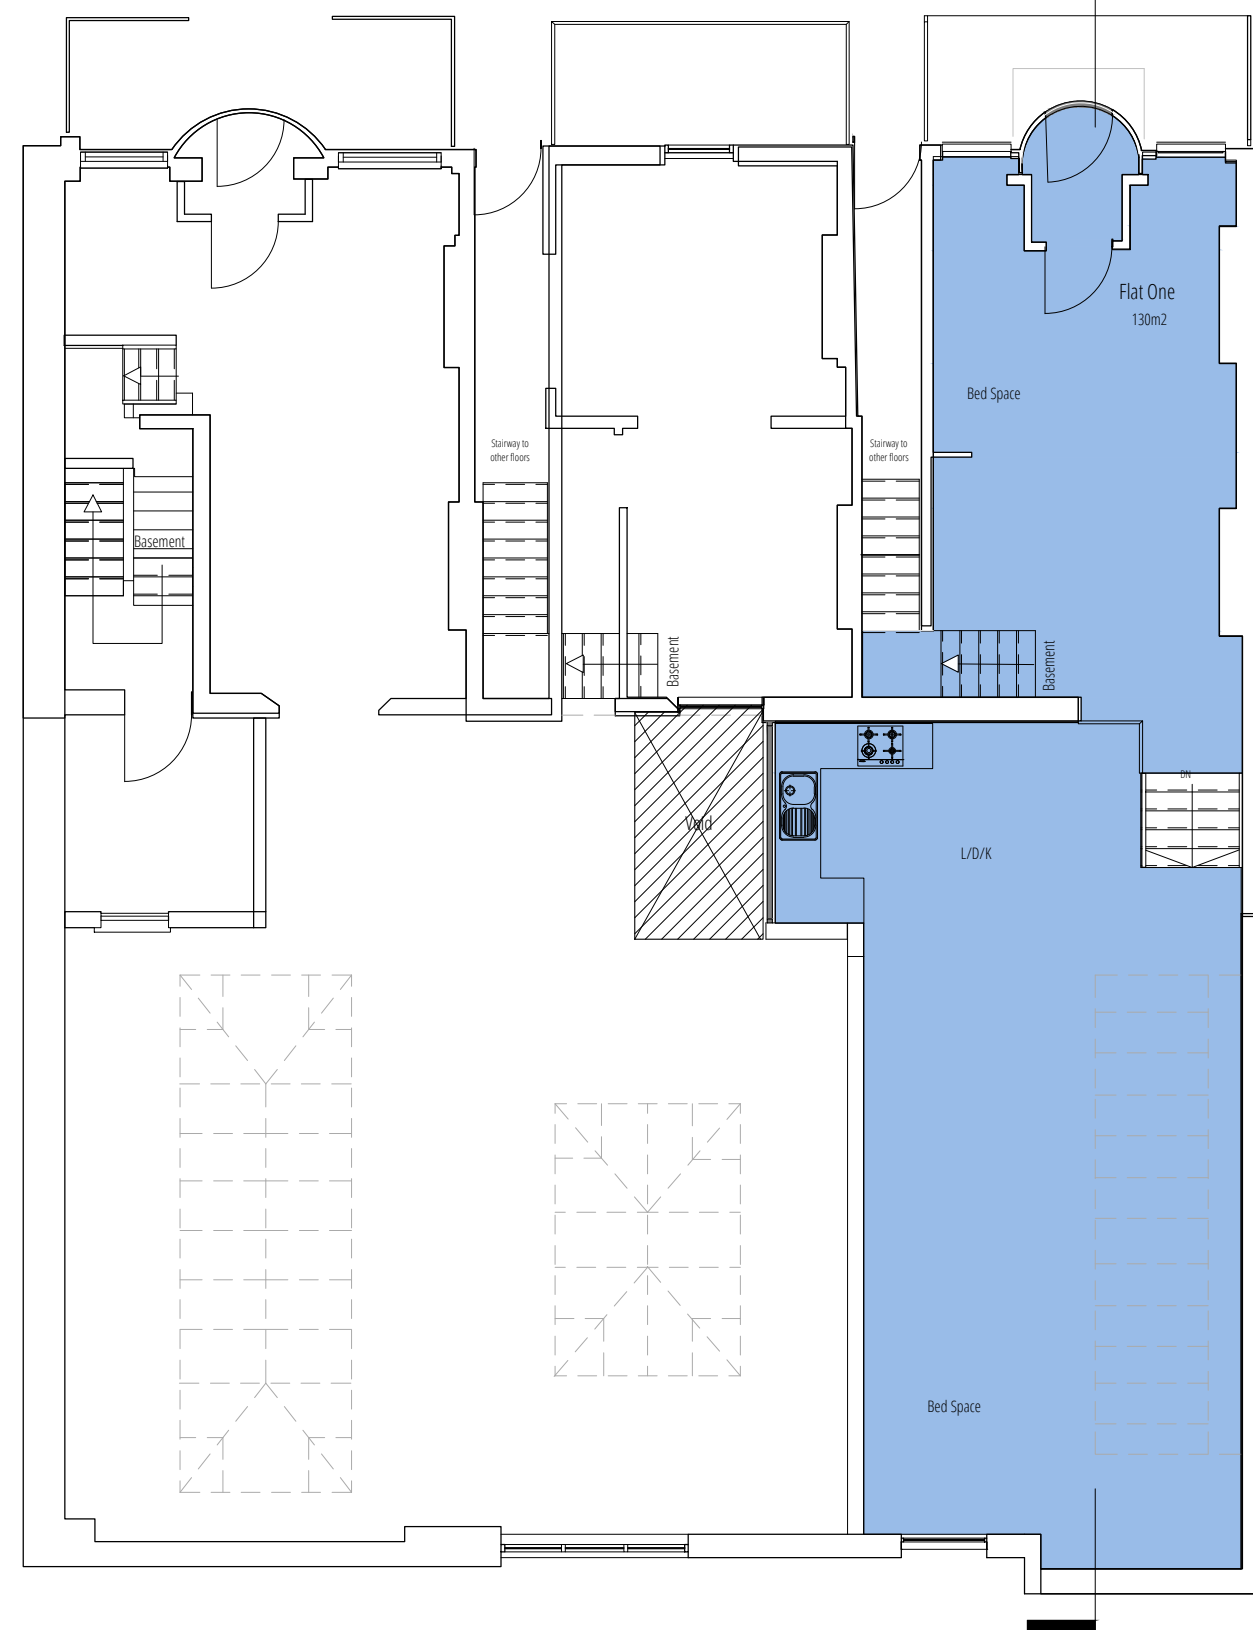 Flat One
130m2
Bed Space
Stairway to
other floors
Stairway to
other floors
Basement
Basement
Basement
DN
Void
L/D/K
Bed Space